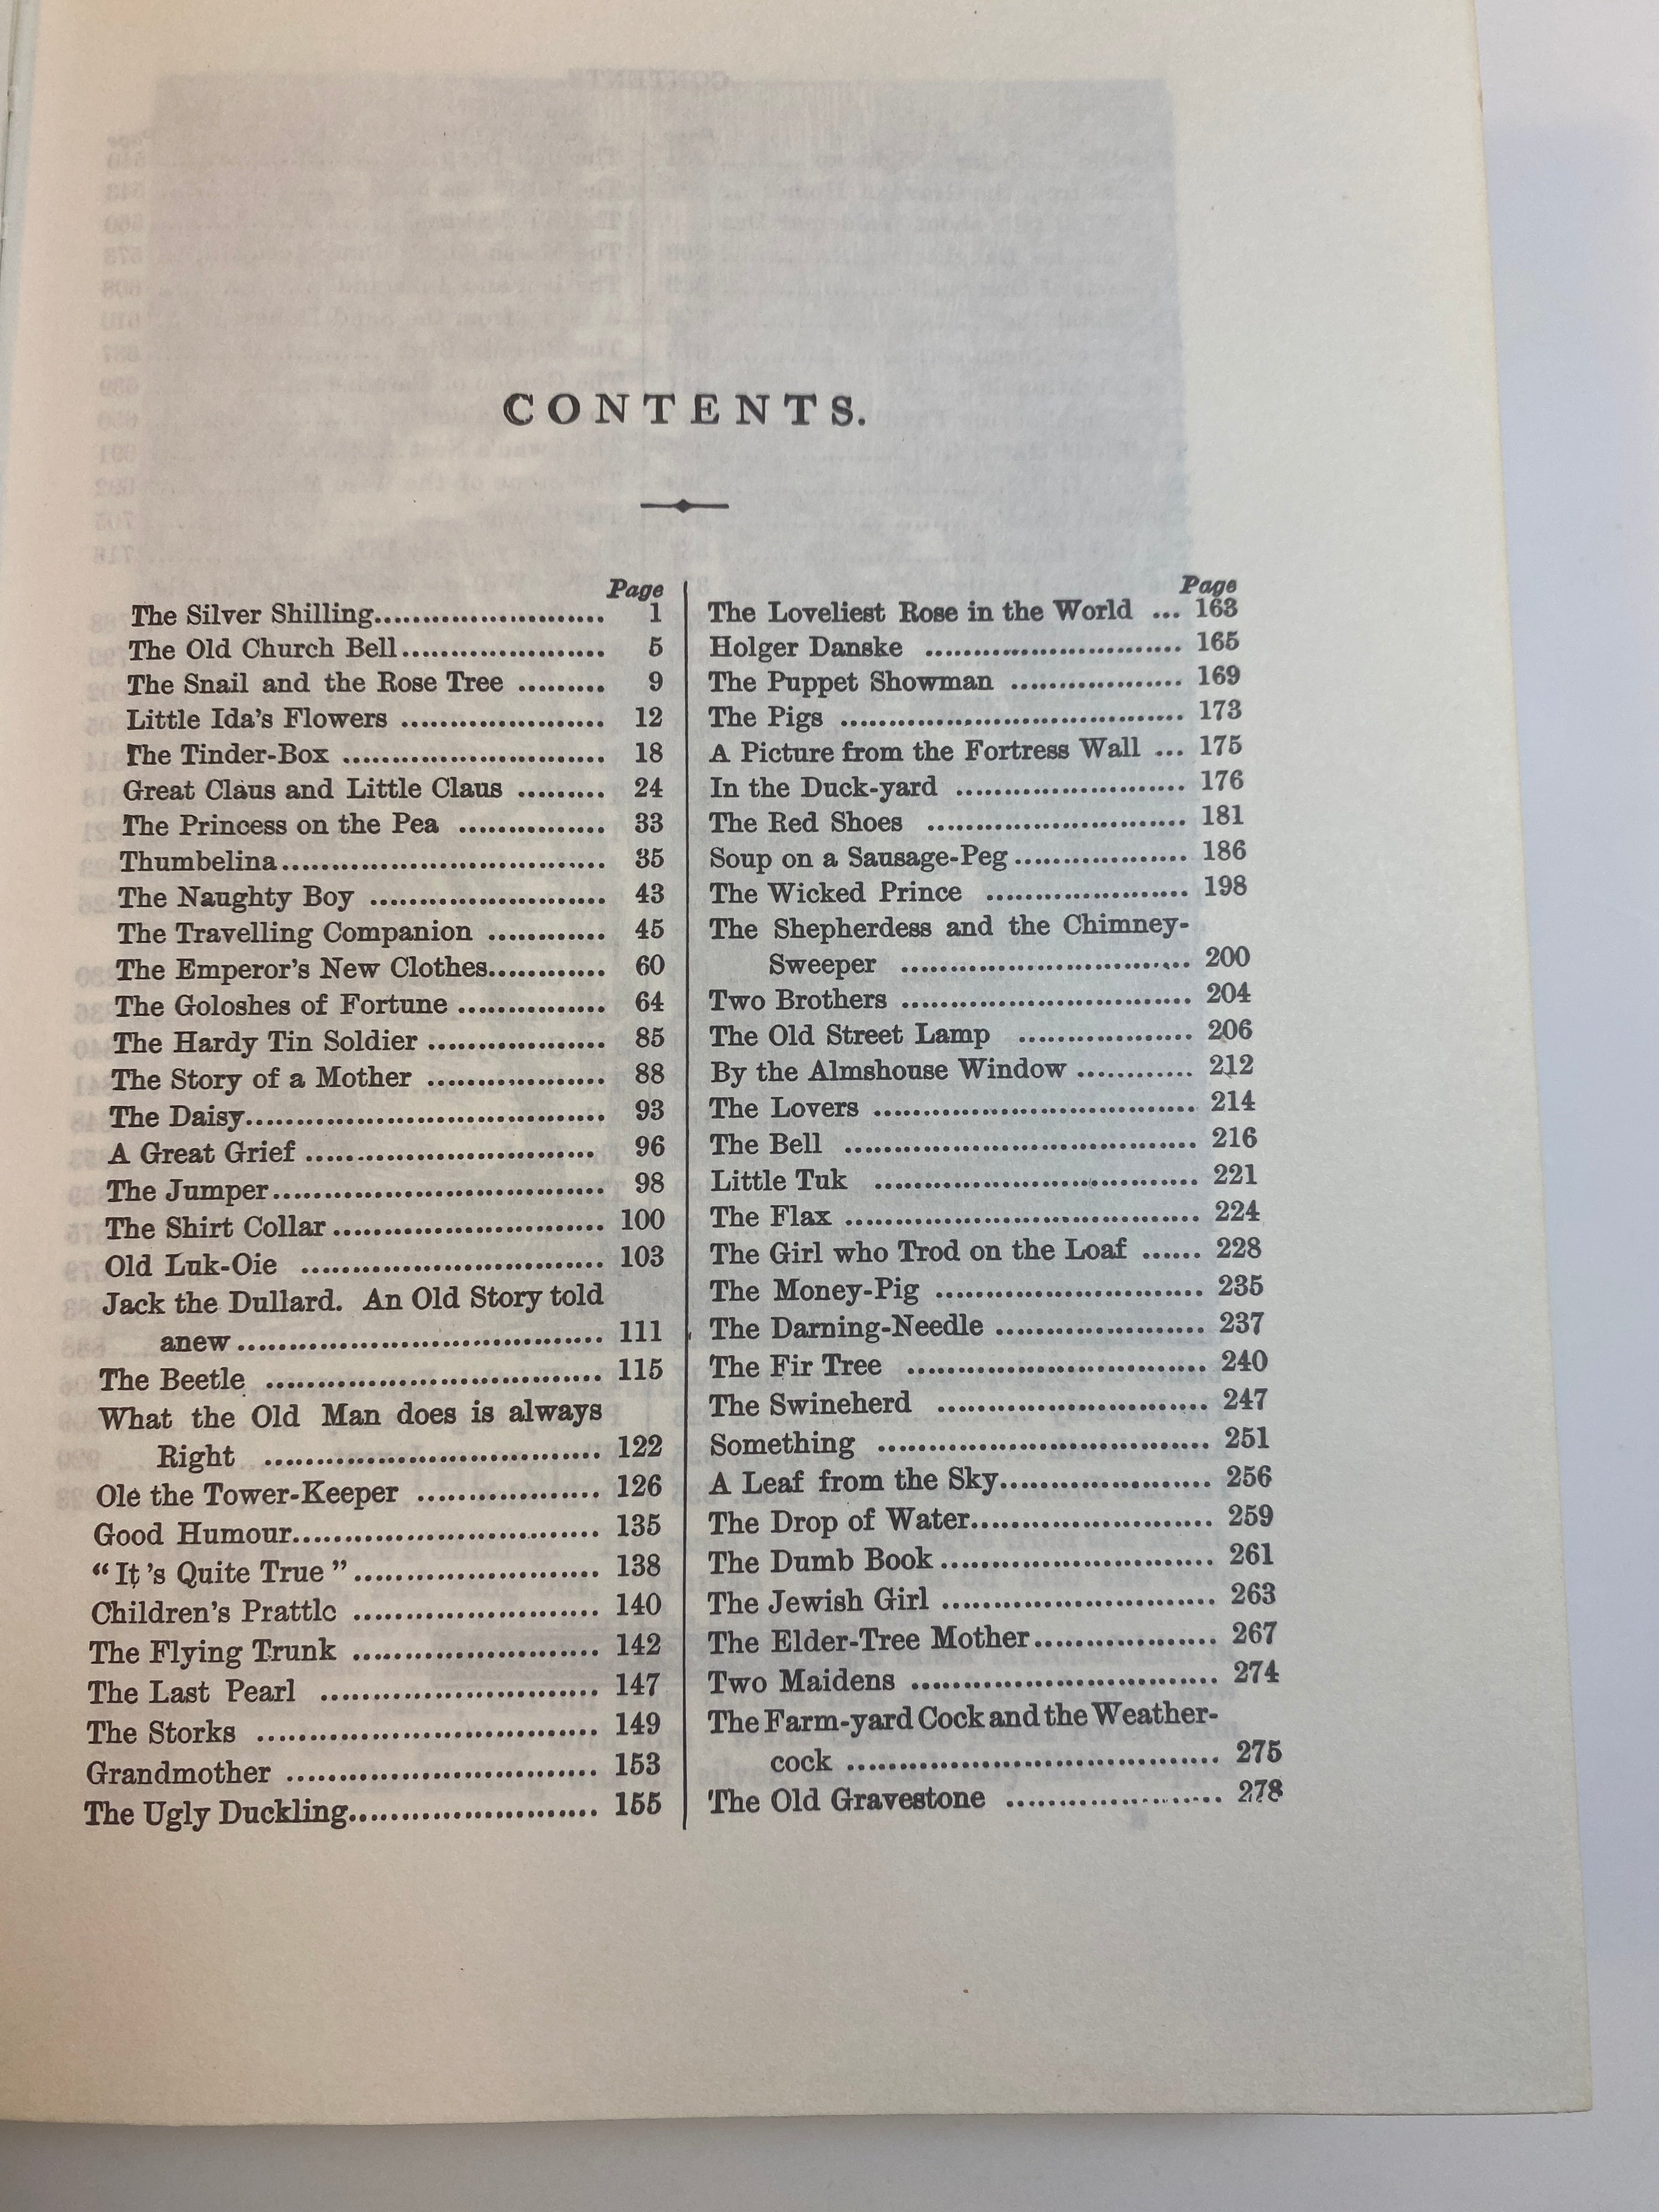 CONTENTS.
Page
The Silver Shilling........................ 1
The Old Church Bell..................... 5
The Snail and the Rose Tree ......... 9
Little Ida's Flowers ..................... 12
The Tinder-Box ........................... 18
Great Claus and Little Claus ......... 24
The Princess on the Pea ............... 33
Thumbelina................................. 35
The Naughty Boy ........................ 43
The Travelling Companion ............ 45
The Emperor's New Clothes............ 60
The Goloshes of Fortune ............... 64
The Hardy Tin Soldier .................. 85
The Story of a Mother .................. 88
The Daisy.................................... 93
A Great Grief .............................. 96
The Jumper................................. 98
The Shirt Collar ........................... 100
Old Luk-Oie .............................. 103
Jack the Dullard. An Old Story told
anew .................................... 111
The Beetle ................................. 115
What the Old Man does is always
Right ................................. 122
Ole the Tower-Keeper .................. 126
Good Humour.............................. 135
“It's Quite True”........................ 138
Children's Prattle ........................ 140
The Flying Trunk ........................ 142
The Last Pearl ........................... 147
The Storks ................................. 149
Grandmother .............................. 153
The Ugly Duckling........................ 155
Page
The Loveliest Rose in the World ... 163
Holger Danske ........................... 165
The Puppet Showman .................. 169
The Pigs .................................... 173
A Picture from the Fortress Wall ... 175
In the Duck-yard ........................ 176
The Red Shoes ........................... 181
Soup on a Sausage-Peg.................. 186
The Wicked Prince ..................... 198
The Shepherdess and the Chimney-
Sweeper .............................. 200
Two Brothers .............................. 204
The Old Street Lamp .................. 206
By the Almshouse Window ............ 212
The Lovers ................................. 214
The Bell .................................... 216
Little Tuk ................................. 221
The Flax .................................... 224
The Girl who Trod on the Loaf ...... 228
The Money-Pig ........................... 235
The Darning-Needle ..................... 237
The Fir Tree .............................. 240
The Swineherd ........................... 247
Something ................................. 251
A Leaf from the Sky..................... 256
The Drop of Water........................ 259
The Dumb Book........................... 261
The Jewish Girl ........................... 263
The Elder-Tree Mother.................. 267
Two Maidens .............................. 274
The Farm-yard Cock and the Weather-
cock .................................... 275
The Old Gravestone ..................... 278